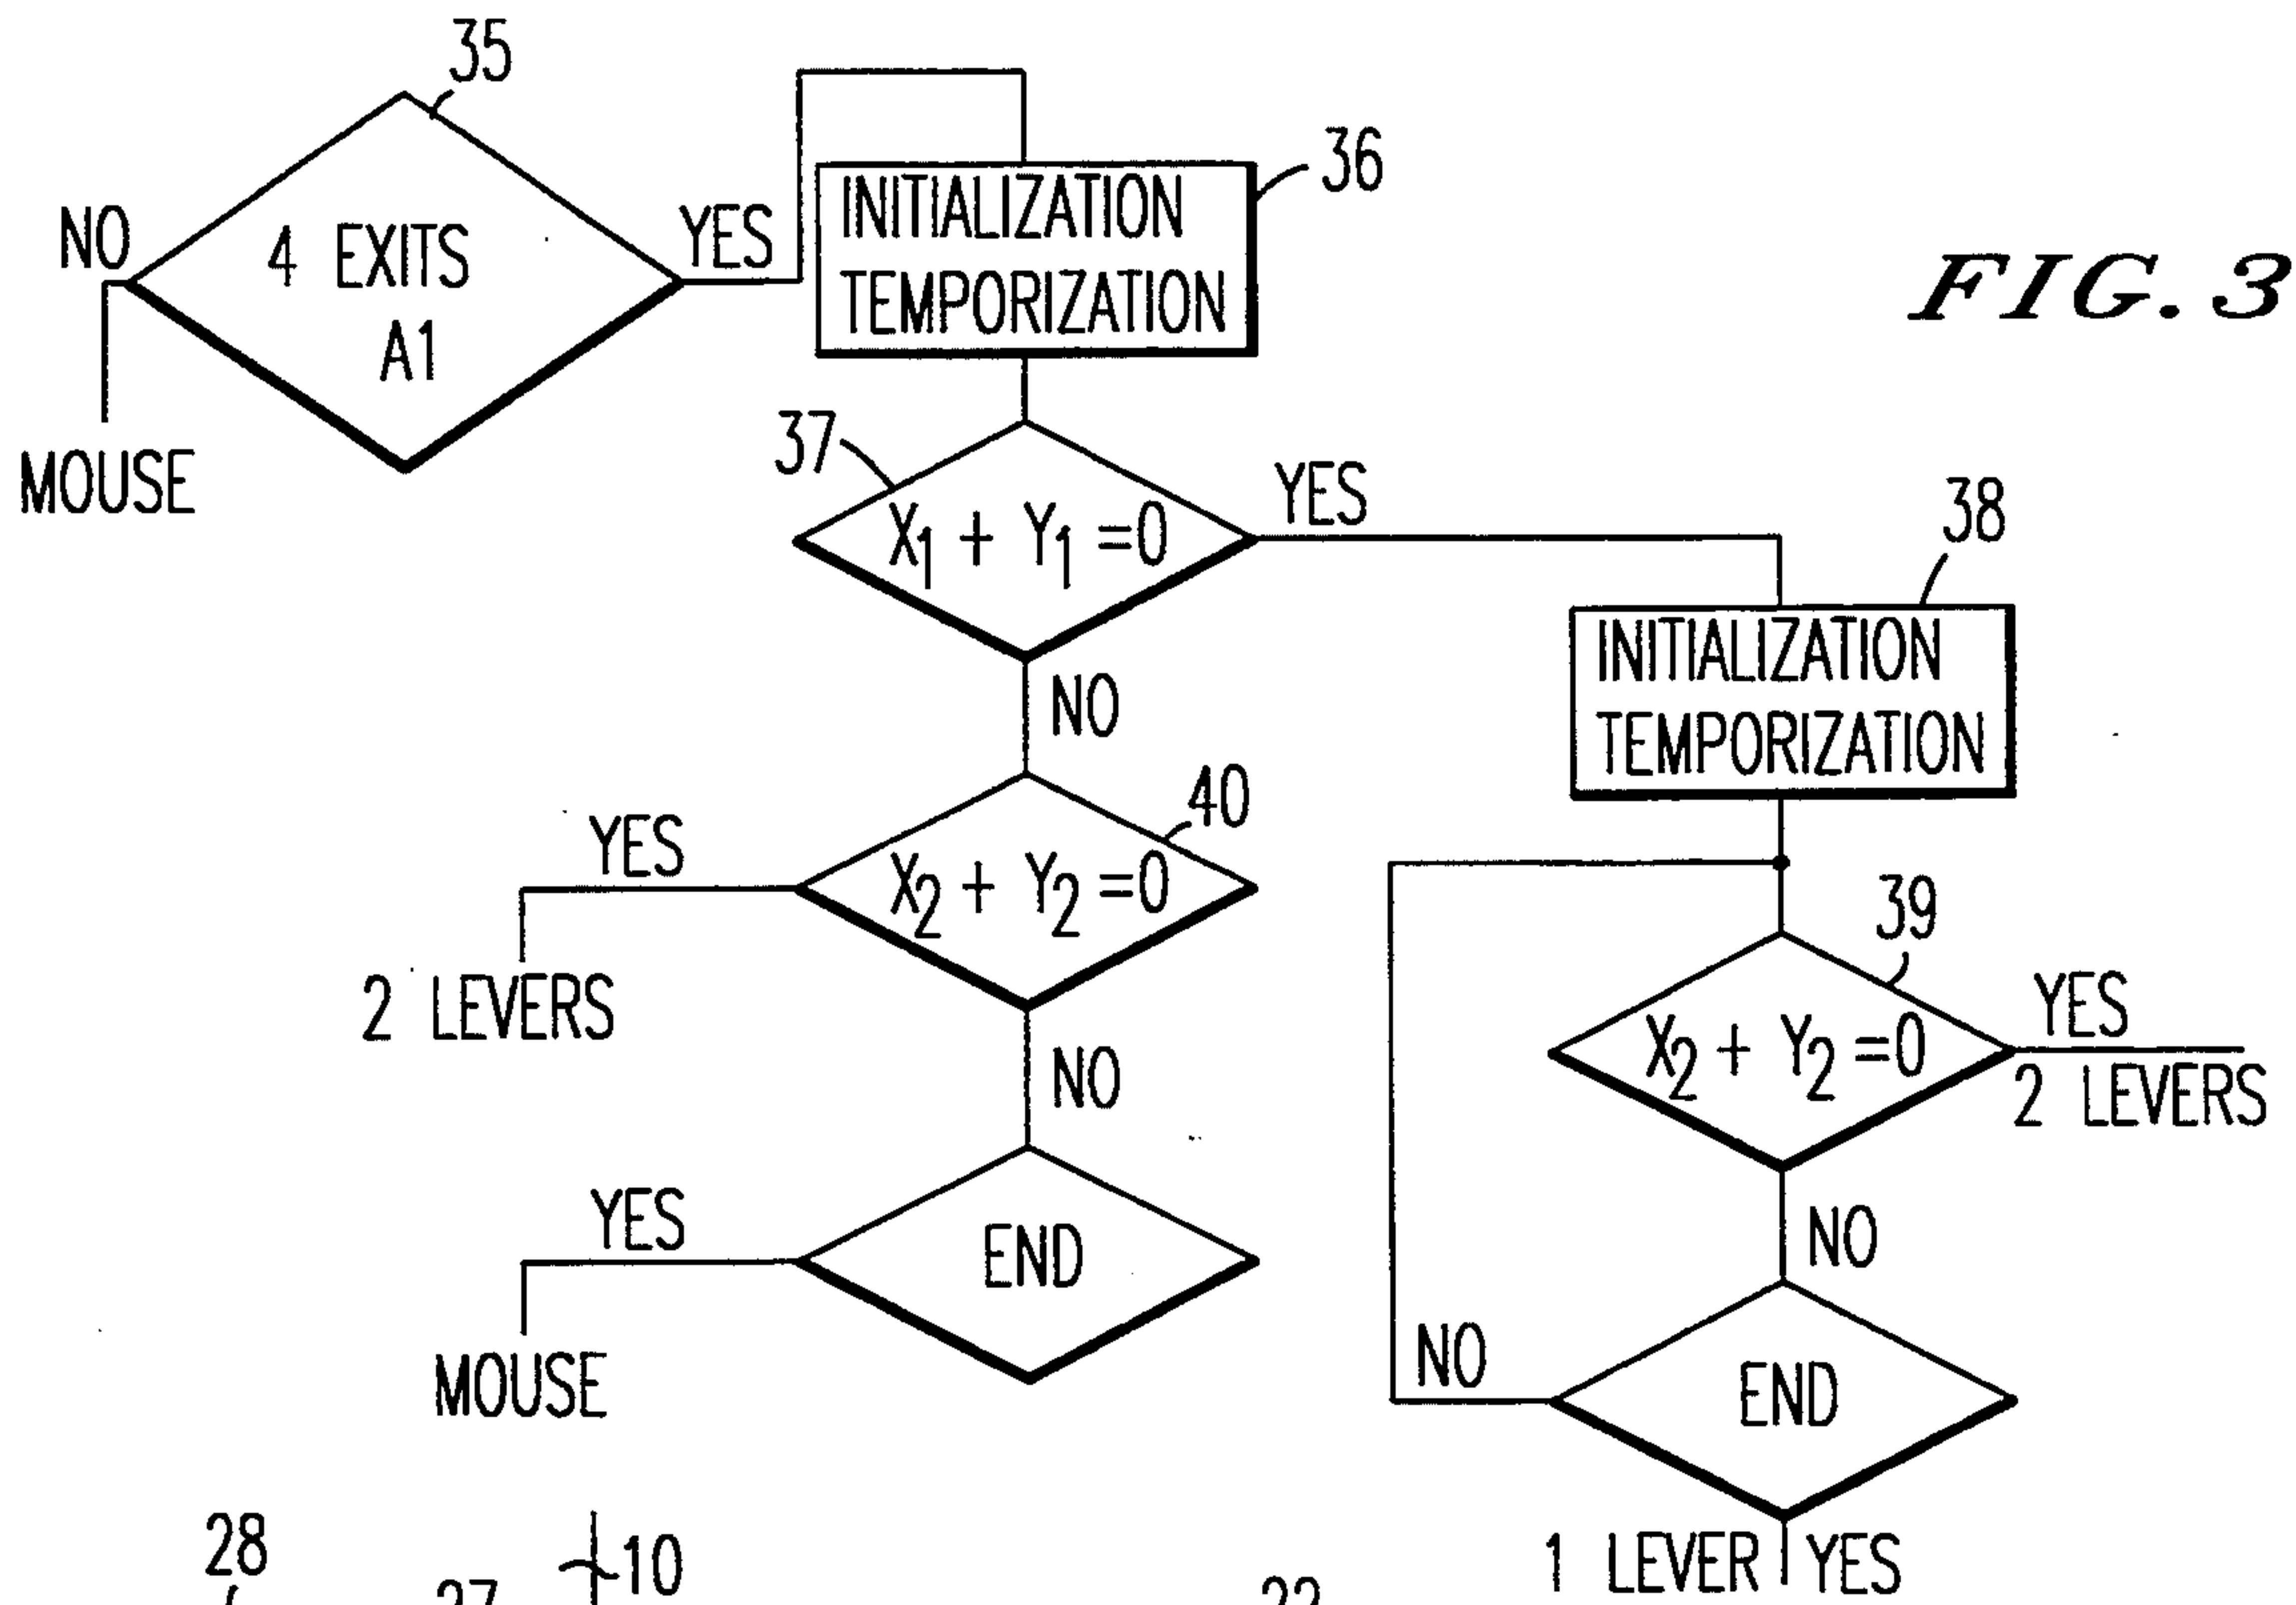 35
NO
4 EXITS
A1
YES
MOUSE
INITIALIZATION
TEMPORIZATION
36
FIG. 3
37
X1 + Y1 =0
YES
NO
38
INITIALIZATION
TEMPORIZATION
40
YES
X2 + Y2 =0
2 LEVERS
NO
39
X2 + Y2 =0
YES
2 LEVERS
NO
YES
END
MOUSE
NO
END
1 LEVER YES
28
10